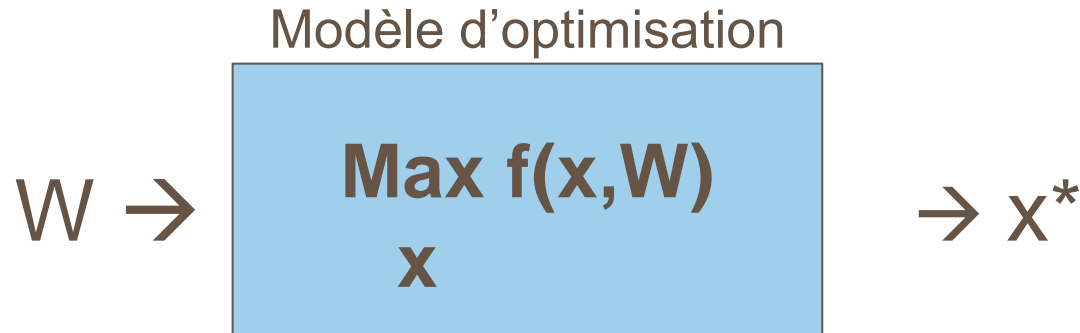 Modèle d’optimisation
Max f(x,W)
W → → x*
x